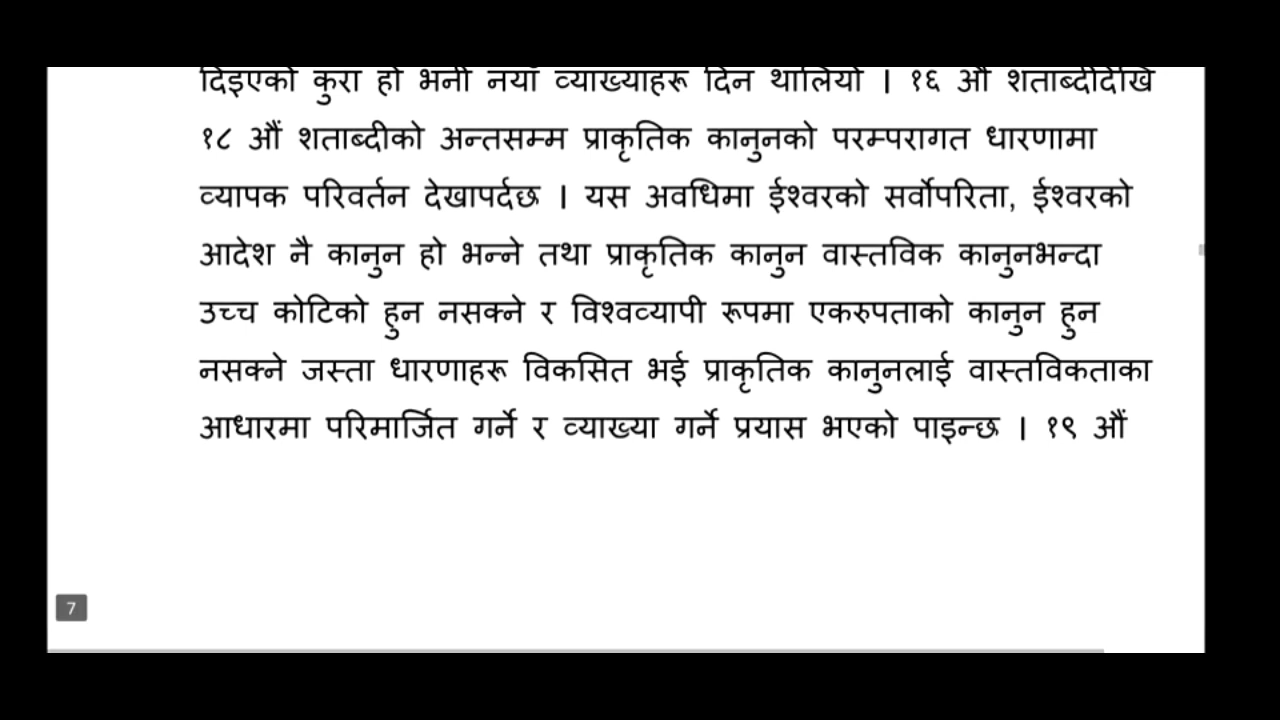 दिइएको कुरा हो भनी नयाँ व्याख्याहरू दिन थालियो । १६ औं शताब्दीदेखि
१८ औं शताब्दीको अन्तसम्म प्राकृतिक कानुनको परम्परागत धारणामा
व्यापक परिवर्तन देखापर्दछ । यस अवधिमा ईश्वरको सर्वोपरिता, ईश्वरको
आदेश नै कानुन हो भन्ने तथा प्राकृतिक कानुन वास्तविक कानुनभन्दा
उच्च कोटिको हुन नसक्ने र विश्वव्यापी रूपमा एकरुपताको कानुन हुन
नसक्ने जस्ता धारणाहरू विकसित भई प्राकृतिक कानुनलाई वास्तविकताका
आधारमा परिमार्जित गर्ने र व्याख्या गर्ने प्रयास भएको पाइन्छ । १९ औं
7